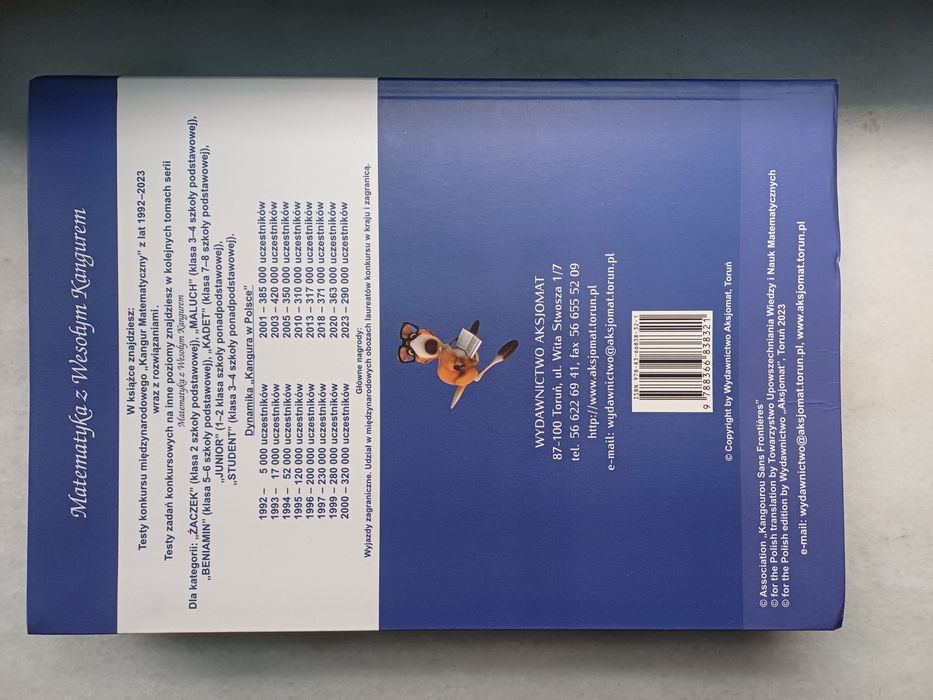 Matematyka z Wesołym Kangurem
W książce znajdziesz:
Testy konkursu międzynarodowego „Kangur Matematyczny” z lat 1992–2023
wraz z rozwiązaniami.
Testy zadań konkursowych na inne poziomy znajdziesz w kolejnych tomach serii
Matematyka z Wesołym Kangurem
Dla kategorii: „ŻACZEK” (klasa 2 szkoły podstawowej), „MALUCH” (klasa 3–4 szkoły podstawowej),
„BENIAMIN” (klasa 5–6 szkoły podstawowej), „KADET” (klasa 7–8 szkoły podstawowej),
„JUNIOR” (1–2 klasa szkoły ponadpodstawowej),
„STUDENT” (klasa 3–4 szkoły ponadpodstawowej).
Dynamika „Kangura w Polsce”
1992 – 5 000 uczestników 2001 – 385 000 uczestników
1993 – 17 000 uczestników 2003 – 420 000 uczestników
1994 – 52 000 uczestników 2005 – 350 000 uczestników
1995 – 120 000 uczestników 2010 – 310 000 uczestników
1996 – 200 000 uczestników 2013 – 317 000 uczestników
1997 – 230 000 uczestników 2018 – 371 000 uczestników
1999 – 280 000 uczestników 2020 – 363 000 uczestników
2000 – 320 000 uczestników 2023 – 290 000 uczestników
Główne nagrody:
Wyjazdy zagraniczne. Udział w międzynarodowych obozach laureatów konkursu w kraju i zagranicą.
WYDAWNICTWO AKSJOMAT
87-100 Toruń, ul. Wita Stwosza 1/7
tel. 56 622 69 41, fax 56 655 52 09
http://www.aksjomat.torun.pl
e-mail: wydawnictwo@aksjomat.torun.pl
ISBN 978-83-66838-32-1
9 788366 838321
© Copyright by Wydawnictwo Aksjomat, Toruń
© Association „Kangourou Sans Frontières”
© for the Polish translation by Towarzystwo Upowszechniania Wiedzy i Nauk Matematycznych
© for the Polish edition by Wydawnictwo „Aksjomat”, Toruń 2023
e-mail: wydawnictwo@aksjomat.torun.pl, www.aksjomat.torun.pl